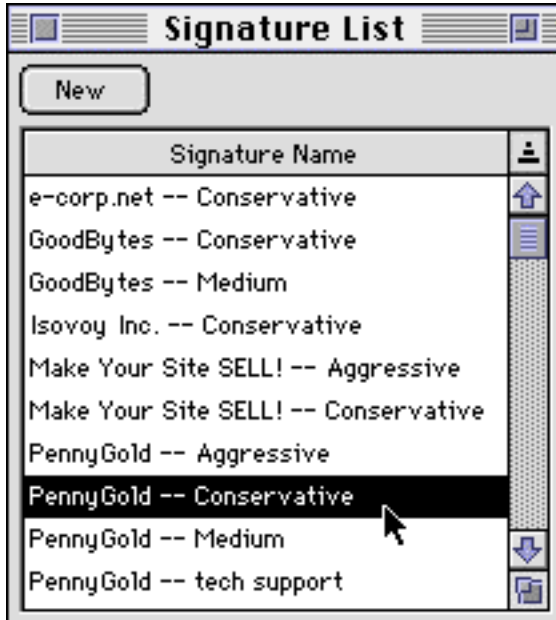 Signature List
New
Signature Name
e-corp.net -- Conservative
GoodBytes -- Conservative
GoodBytes -- Medium
Isovoy Inc. -- Conservative
Make Your Site SELL! -- Aggressive
Make Your Site SELL! -- Conservative
PennyGold -- Aggressive
PennyGold -- Conservative
PennyGold -- Medium
PennyGold -- tech support